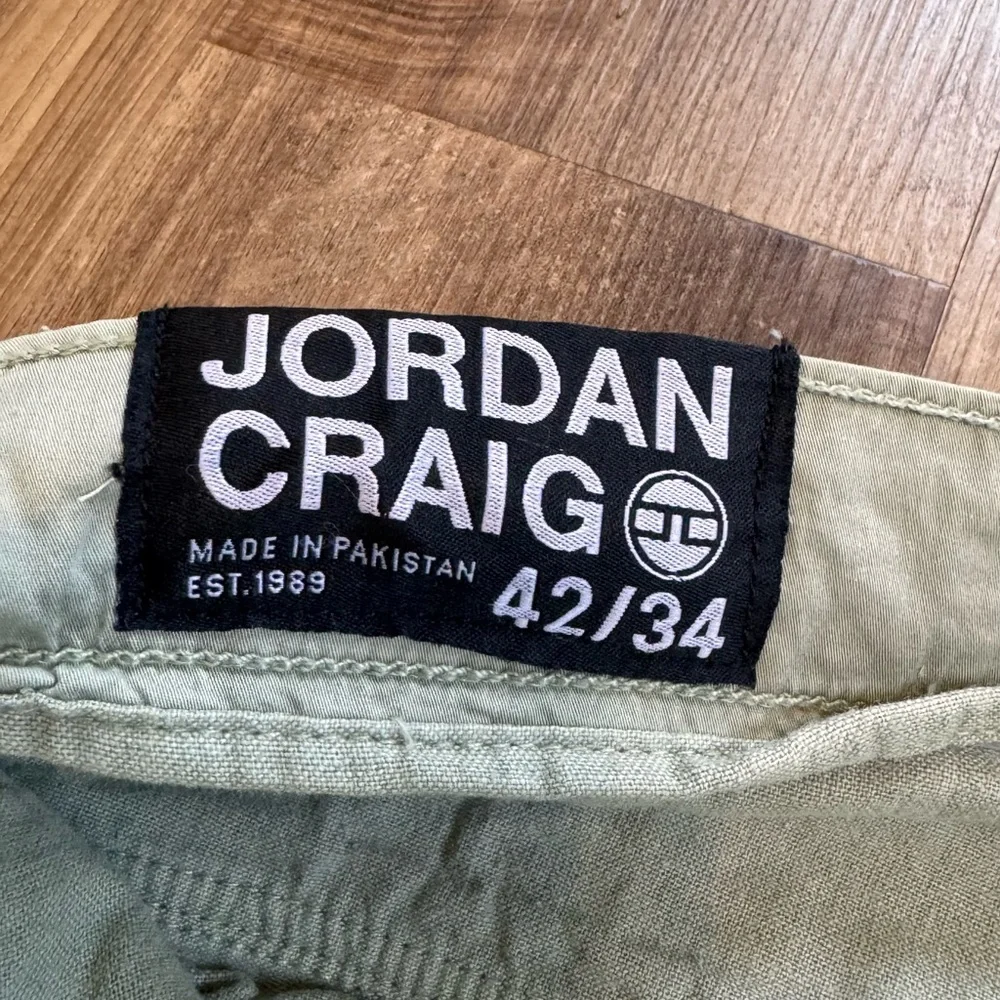 JORDAN
CRAIG
MADE IN PAKISTAN
EST.1989
42/34